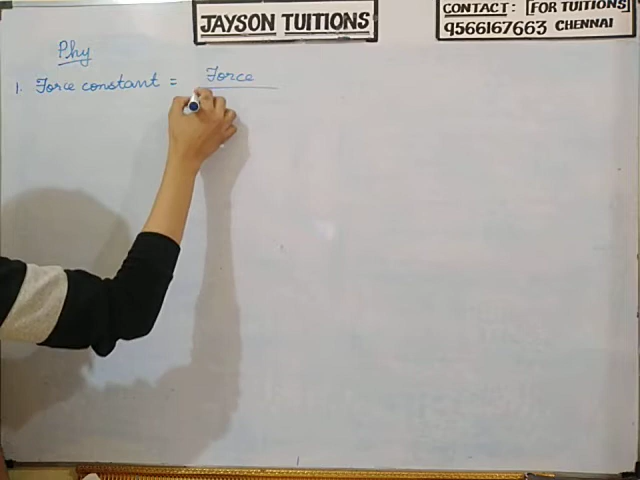 JAYSON TUITIONS
CONTACT: [FOR TUITIONS]
9566167663 CHENNAI
Phy
1. Force constant = Force